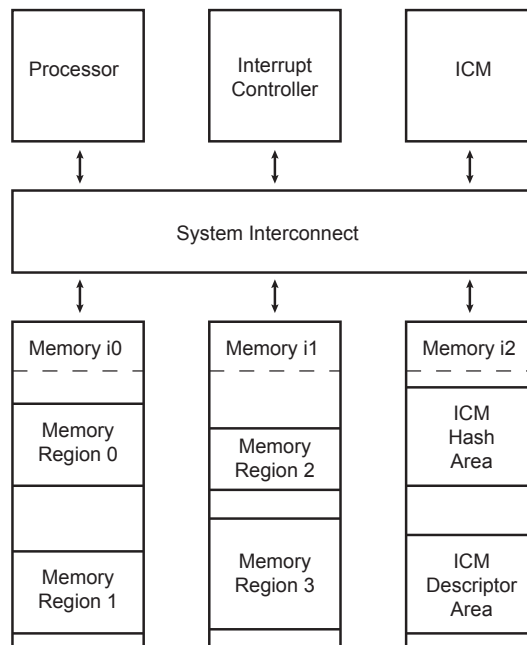 Processor
Interrupt
Controller
ICM
System Interconnect
Memory i0
Memory i1
Memory i2
Memory
Region 0
Memory
Region 2
ICM
Hash
Area
Memory
Region 1
Memory
Region 3
ICM
Descriptor
Area